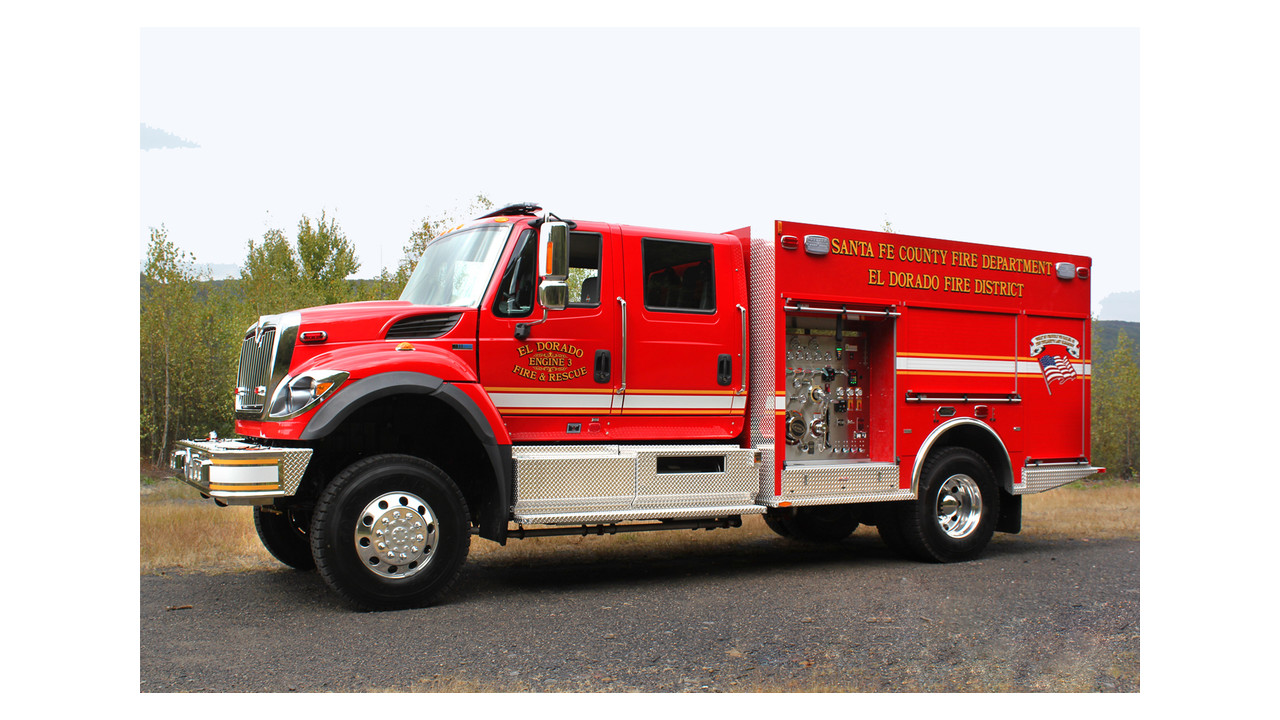 SANTA FE COUNTY FIRE DEPARTMENT
EL DORADO FIRE DISTRICT
EL DORADO
ENGINE 3
FIRE & RESCUE